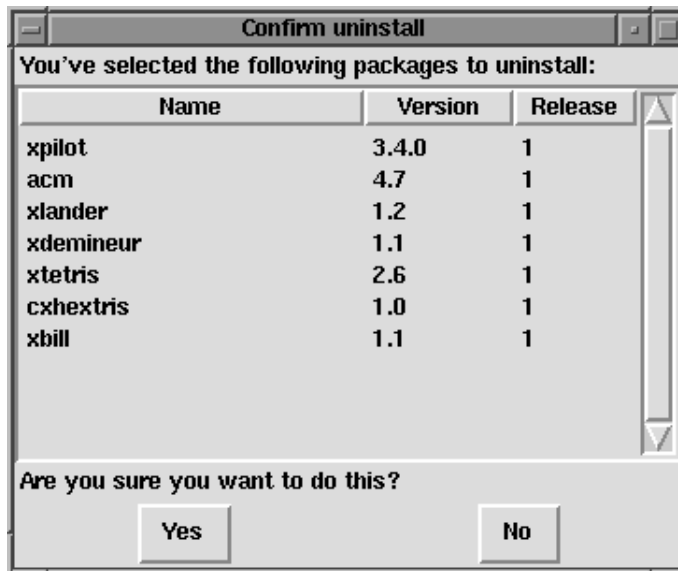 Confirm uninstall
You've selected the following packages to uninstall:
Name Version Release
xpilot 3.4.0 1
acm 4.7 1
xlander 1.2 1
xdemineur 1.1 1
xtetris 2.6 1
cxhextris 1.0 1
xbill 1.1 1
Are you sure you want to do this?
Yes No